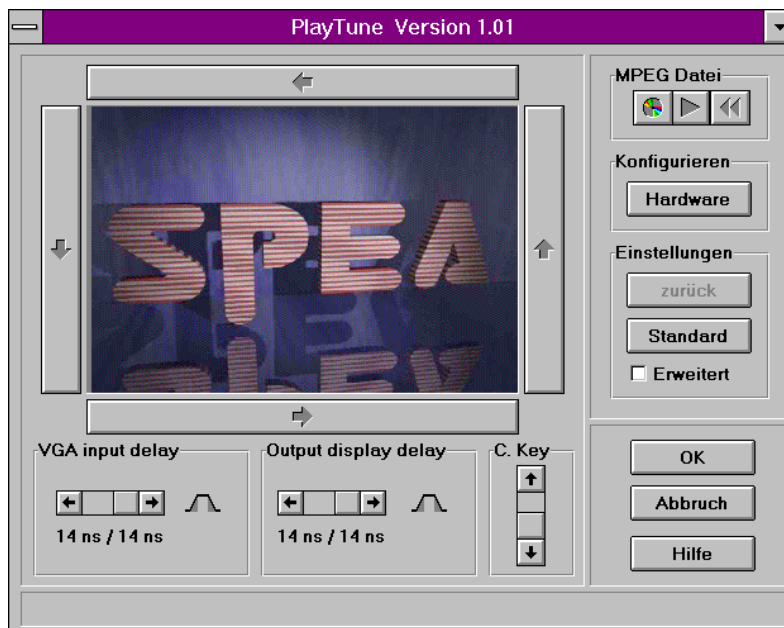 PlayTune Version 1.01
SPEA
MPEG Datei
Konfigurieren
Hardware
Einstellungen
zurück
Standard
Erweitert
VGA input delay
14 ns / 14 ns
Output display delay
14 ns / 14 ns
C. Key
OK
Abbruch
Hilfe